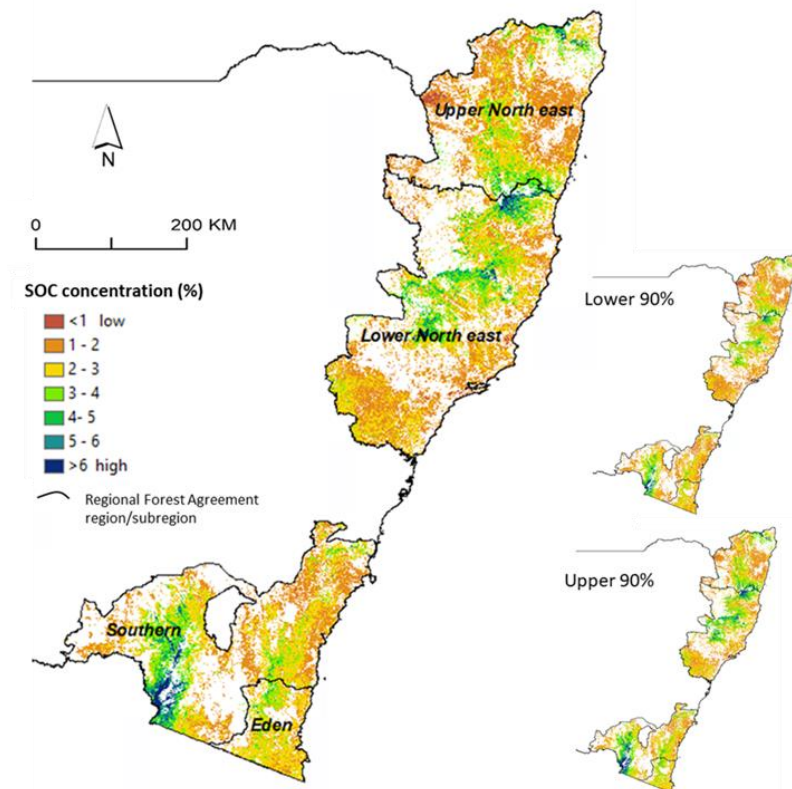 Upper North east
N
0 200 KM
SOC concentration (%)
<1 low
1 - 2
2 - 3
3 - 4
4- 5
5 - 6
>6 high
Regional Forest Agreement
region/subregion
Lower North east
Southern
Eden
Lower 90%
Upper 90%